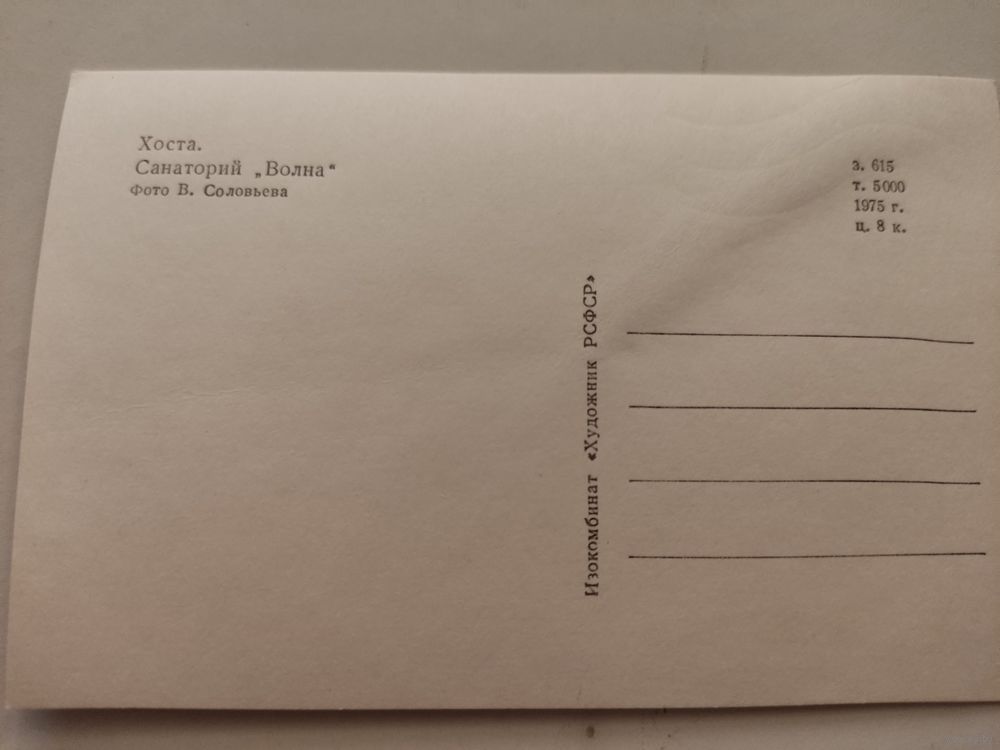 Хоста.
Санаторий „Волна“
Фото В. Соловьева
з. 615
т. 5000
1975 г.
ц. 8 к.
Изокомбинат «Художник РСФСР»